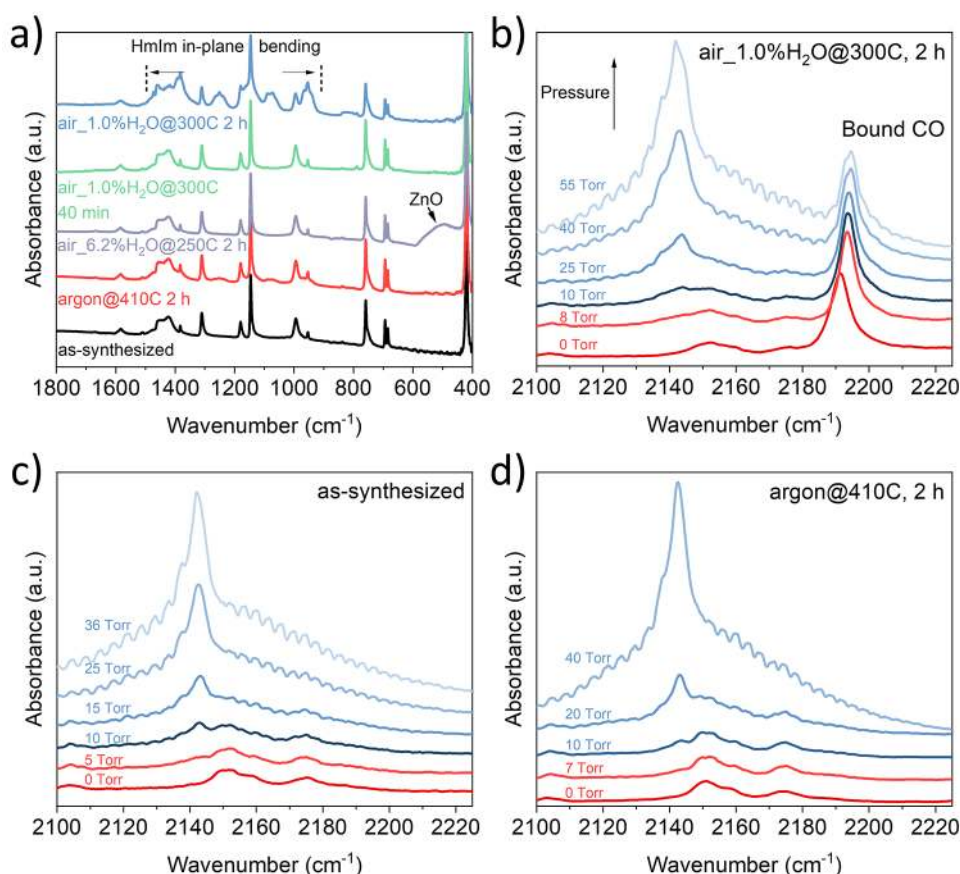 a)
HmIm in-plane bending
air_1.0%H₂O@300C 2 h
air_1.0%H₂O@300C
40 min
ZnO
air_6.2%H₂O@250C 2 h
argon@410C 2 h
as-synthesized
Absorbance (a.u.)
1800 1600 1400 1200 1000 800 600 400
Wavenumber (cm⁻¹)
b)
air_1.0%H₂O@300C, 2 h
Pressure
Bound CO
55 Torr
40 Torr
25 Torr
10 Torr
8 Torr
0 Torr
Absorbance (a.u.)
2100 2120 2140 2160 2180 2200 2220
Wavenumber (cm⁻¹)
c)
as-synthesized
36 Torr
25 Torr
15 Torr
10 Torr
5 Torr
0 Torr
Absorbance (a.u.)
2100 2120 2140 2160 2180 2200 2220
Wavenumber (cm⁻¹)
d)
argon@410C, 2 h
40 Torr
20 Torr
10 Torr
7 Torr
0 Torr
Absorbance (a.u.)
2100 2120 2140 2160 2180 2200 2220
Wavenumber (cm⁻¹)